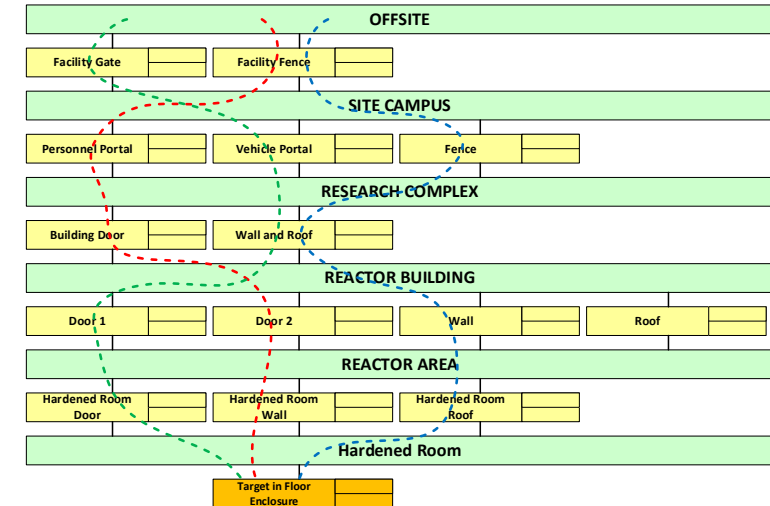 OFFSITE
Facility Gate
Facility Fence
SITE CAMPUS
Personnel Portal
Vehicle Portal
Fence
RESEARCH COMPLEX
Building Door
Wall and Roof
REACTOR BUILDING
Door 1
Door 2
Wall
Roof
REACTOR AREA
Hardened Room
Door
Hardened Room
Wall
Hardened Room
Roof
Hardened Room
Target in Floor
Enclosure